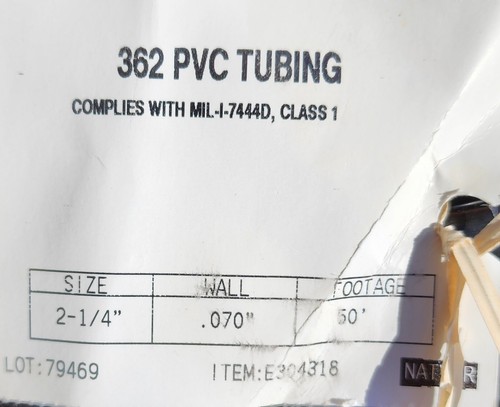 362 PVC TUBING
COMPLIES WITH MIL-I-7444D, CLASS 1
SIZE WALL FOOTAGE
2-1/4" .070" 50'
LOT:79469 ITEM:E304318